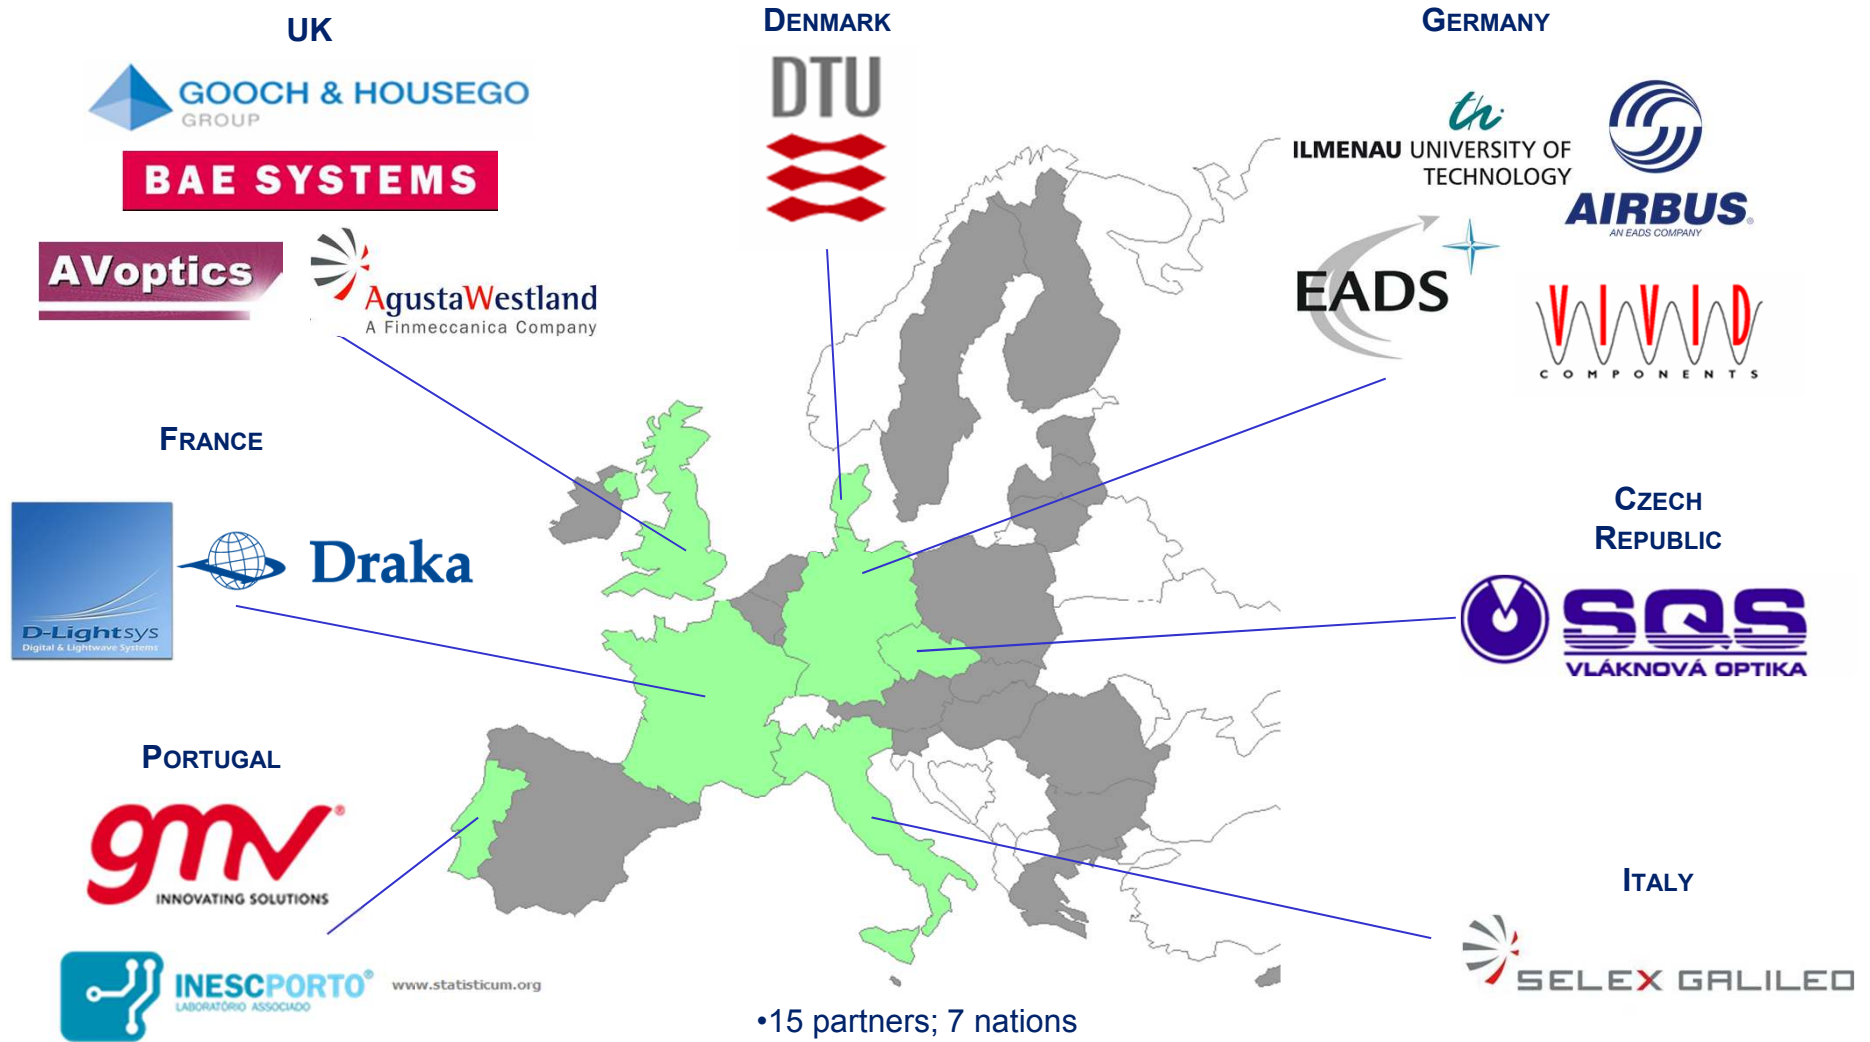 UK
GOOCH & HOUSEGO
GROUP
BAE SYSTEMS
AVoptics
AgustaWestland
A Finmeccanica Company
DENMARK
DTU
GERMANY
th
ILMENAU UNIVERSITY OF
TECHNOLOGY
AIRBUS®
AN EADS COMPANY
EADS
VIVID
COMPONENTS
FRANCE
D-Lightsys
Digital & Lightwave Systems
Draka
CZECH
REPUBLIC
SQS
VLÁKNOVÁ OPTIKA
PORTUGAL
gmv®
INNOVATING SOLUTIONS
INESCPORTO®
LABORATÓRIO ASSOCIADO
www.statisticum.org
ITALY
SELEX GALILEO
•15 partners; 7 nations